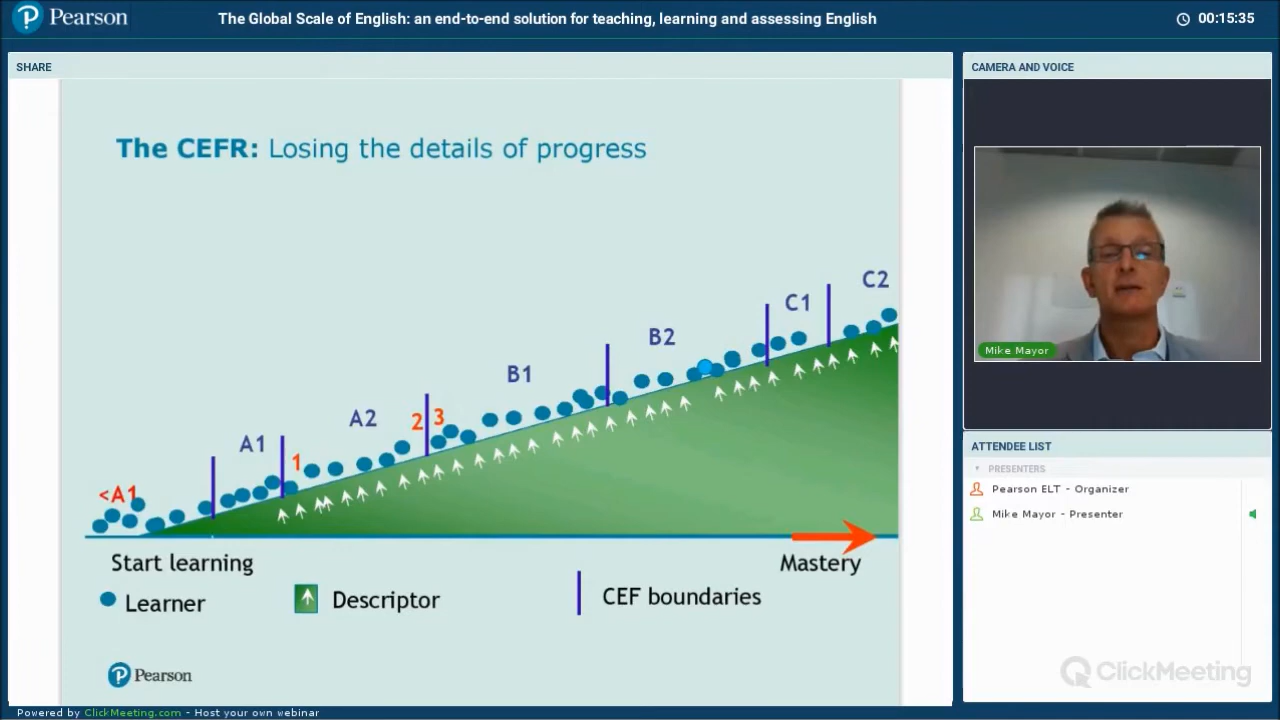 Pearson
The Global Scale of English: an end-to-end solution for teaching, learning and assessing English
00:15:35
SHARE
CAMERA AND VOICE
The CEFR: Losing the details of progress
C2
C1
B2
B1
A2
2
3
A1
1
<A1
Start learning
Mastery
Learner
Descriptor
CEF boundaries
Pearson
Mike Mayor
ATTENDEE LIST
PRESENTERS
Pearson ELT - Organizer
Mike Mayor - Presenter
ClickMeeting
Powered by ClickMeeting.com - Host your own webinar